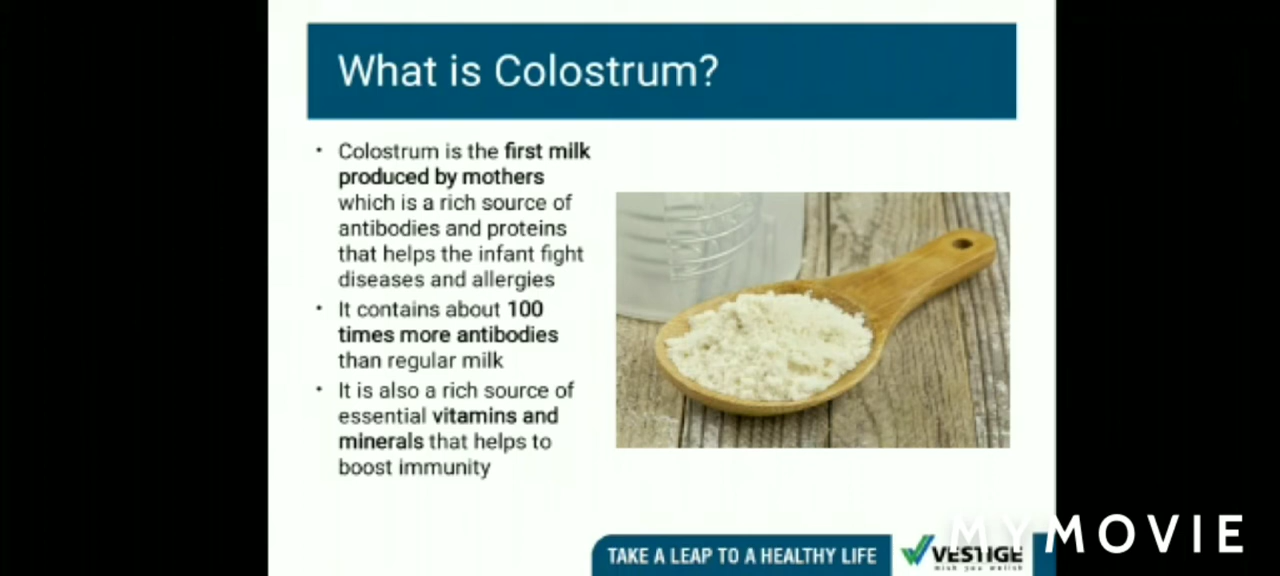 What is Colostrum?
• Colostrum is the first milk
produced by mothers
which is a rich source of
antibodies and proteins
that helps the infant fight
diseases and allergies
• It contains about 100
times more antibodies
than regular milk
• It is also a rich source of
essential vitamins and
minerals that helps to
boost immunity
TAKE A LEAP TO A HEALTHY LIFE
VESTIGE
Wish you wellth
MYMOVIE